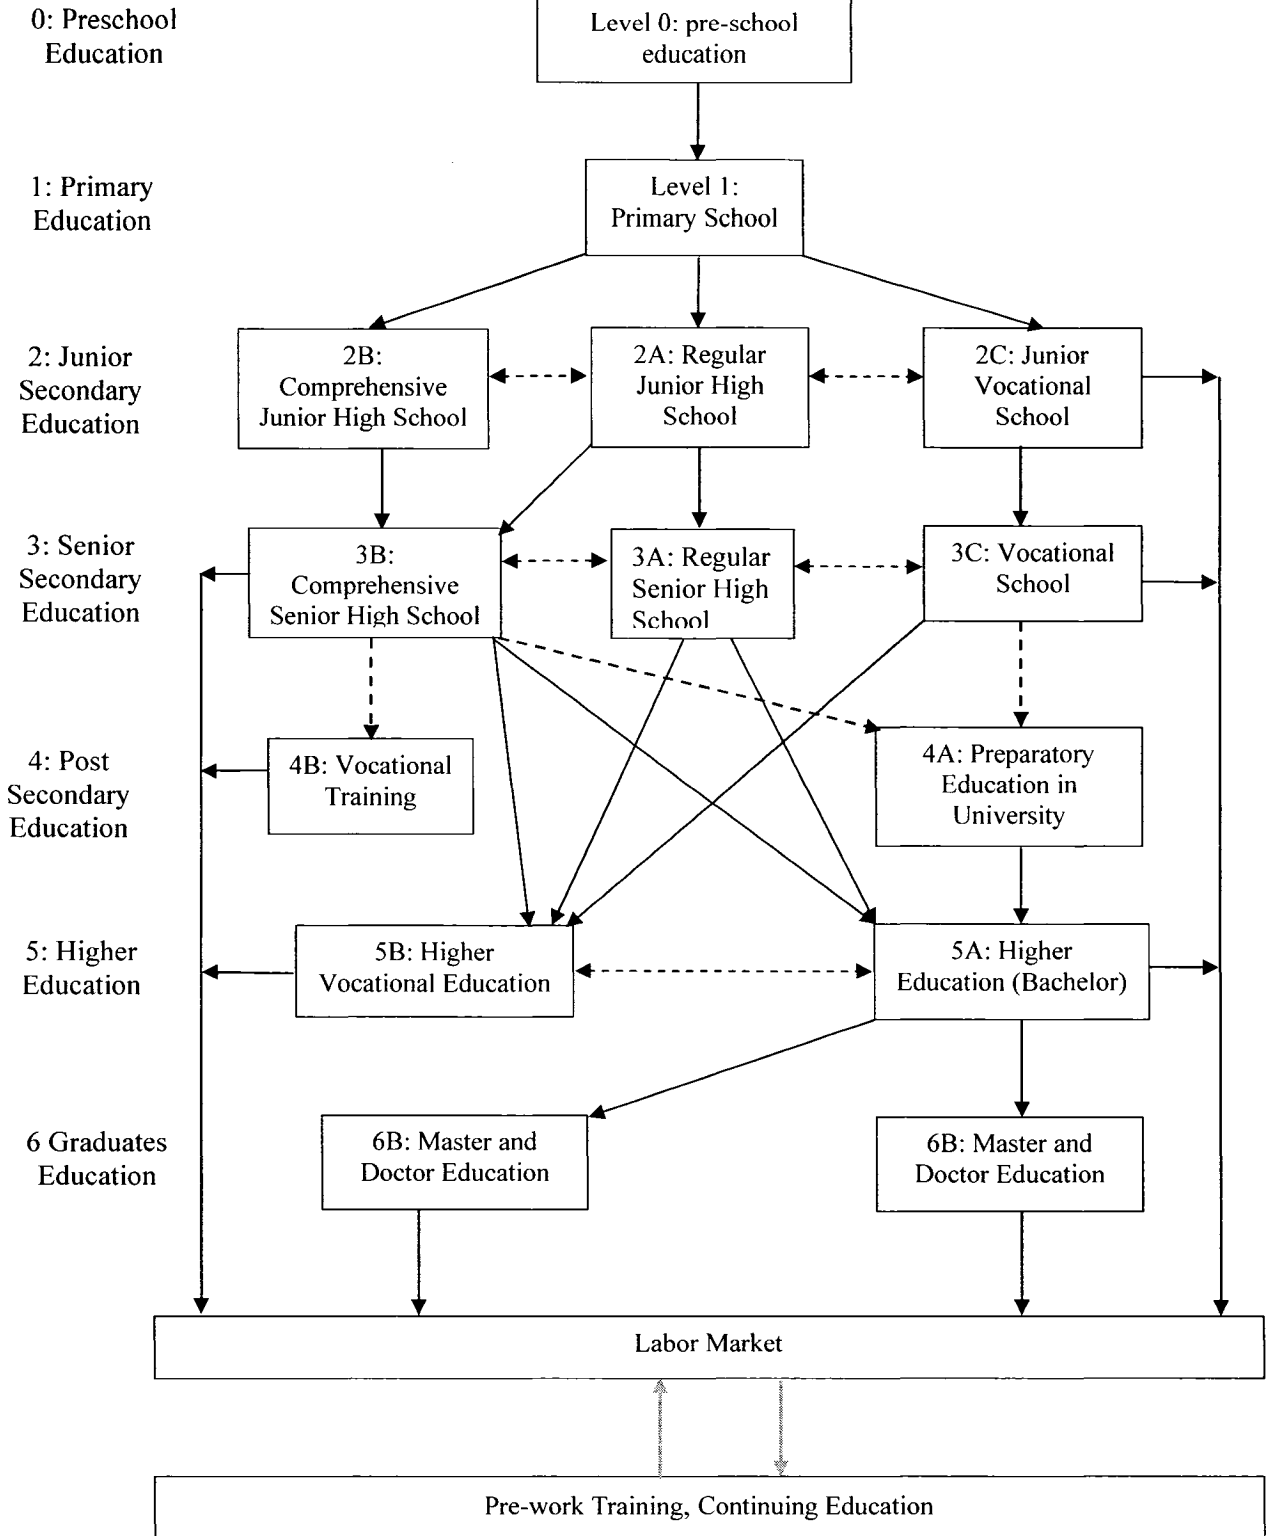 0: Preschool
Education
Level 0: pre-school
education
1: Primary
Education
Level 1:
Primary School
2: Junior
Secondary
Education
2B:
Comprehensive
Junior High School
2A: Regular
Junior High
School
2C: Junior
Vocational
School
3: Senior
Secondary
Education
3B:
Comprehensive
Senior High School
3A: Regular
Senior High
School
3C: Vocational
School
4: Post
Secondary
Education
4B: Vocational
Training
4A: Preparatory
Education in
University
5: Higher
Education
5B: Higher
Vocational Education
5A: Higher
Education (Bachelor)
6 Graduates
Education
6B: Master and
Doctor Education
6B: Master and
Doctor Education
Labor Market
Pre-work Training, Continuing Education